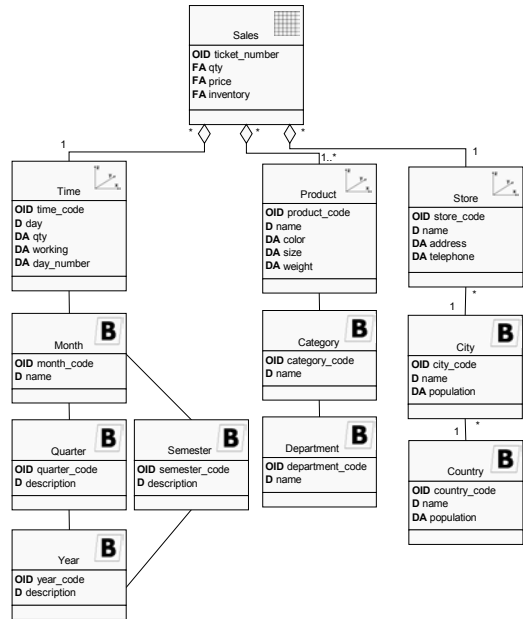 Sales
OID ticket_number
FA qty
FA price
FA inventory
* * *
1 1..* 1
Time
OID time_code
D day
DA qty
DA working
DA day_number
Product
OID product_code
D name
DA color
DA size
DA weight
Store
OID store_code
D name
DA address
DA telephone
*
1
B
Month
OID month_code
D name
B
Category
OID category_code
D name
B
City
OID city_code
D name
DA population
*
1
B
Quarter
OID quarter_code
D description
B
Semester
OID semester_code
D description
B
Department
OID department_code
D name
B
Country
OID country_code
D name
DA population
B
Year
OID year_code
D description